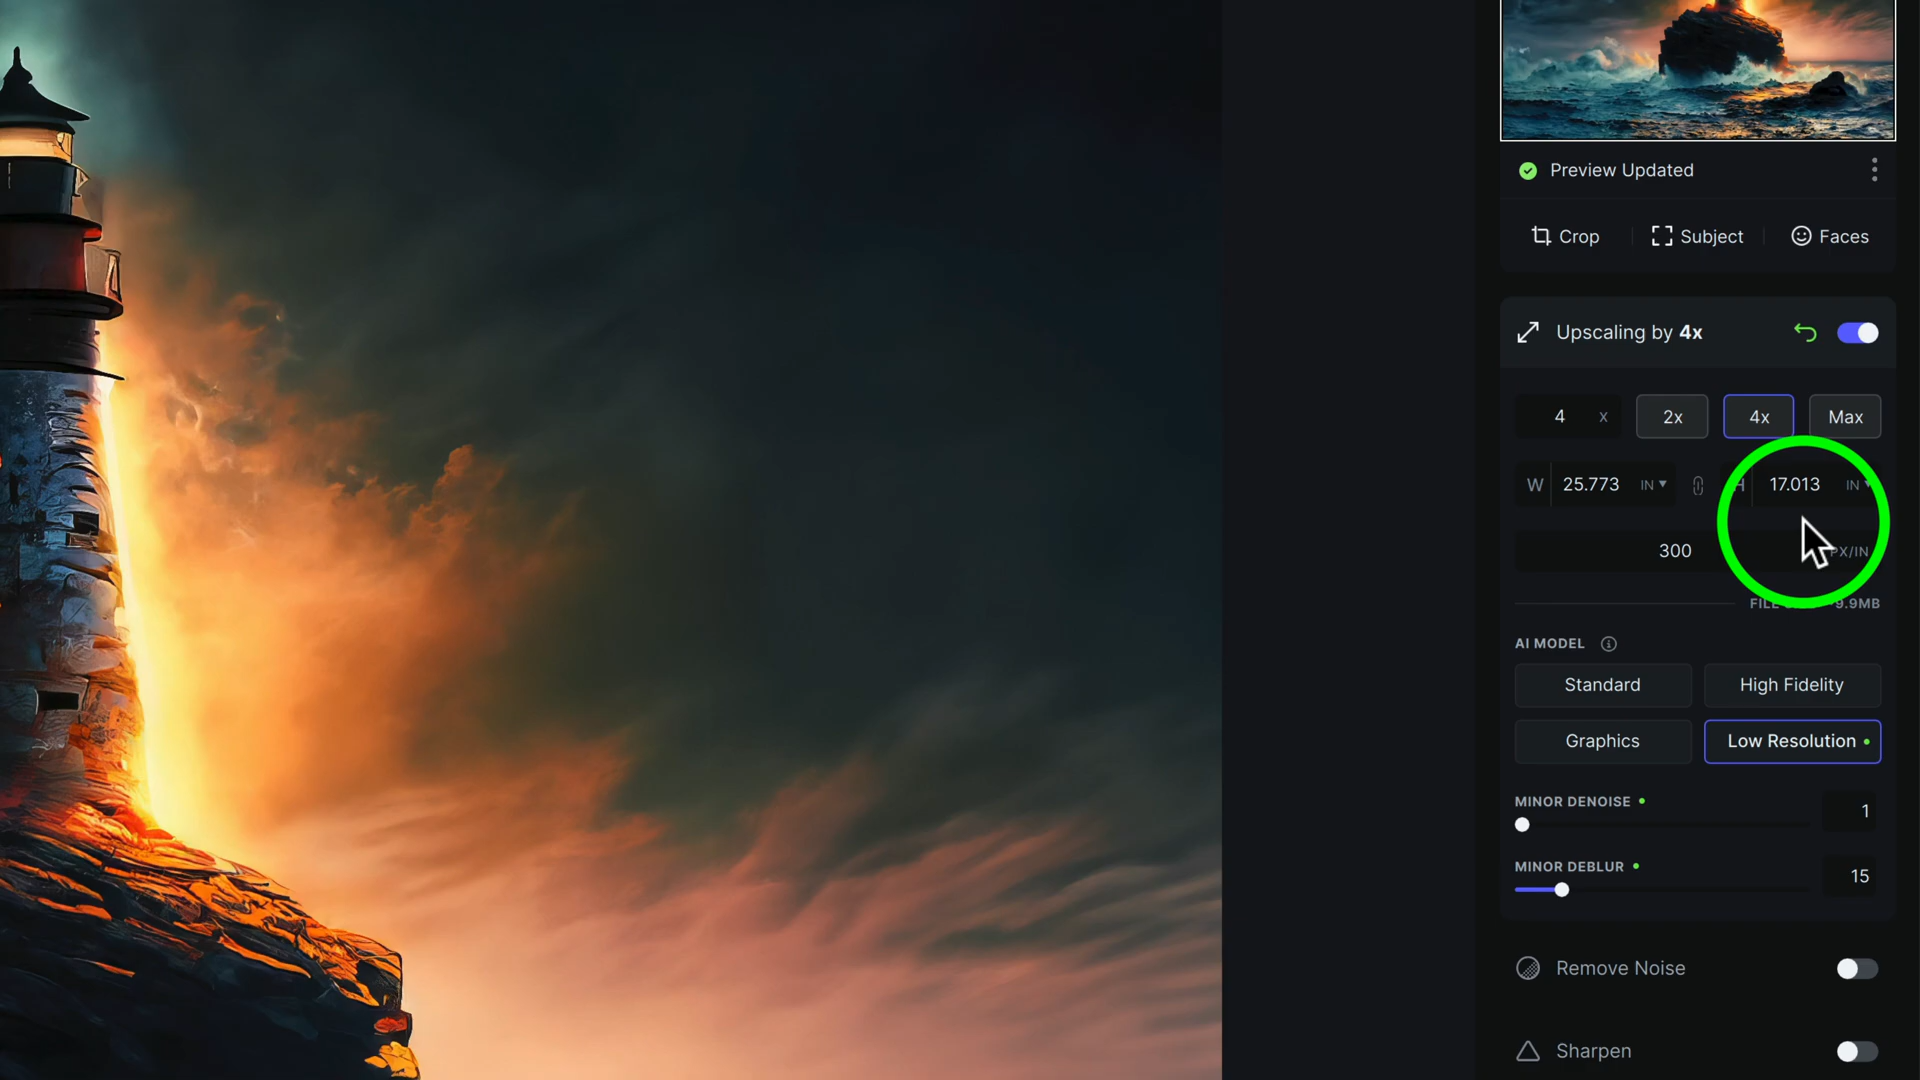 Preview Updated
Crop Subject Faces
Upscaling by 4x
4 x 2x 4x Max
W 25.773 IN H 17.013 IN
300 PX/IN
9.9MB
AI MODEL
Standard High Fidelity
Graphics Low Resolution
MINOR DENOISE 1
MINOR DEBLUR 15
Remove Noise
Sharpen